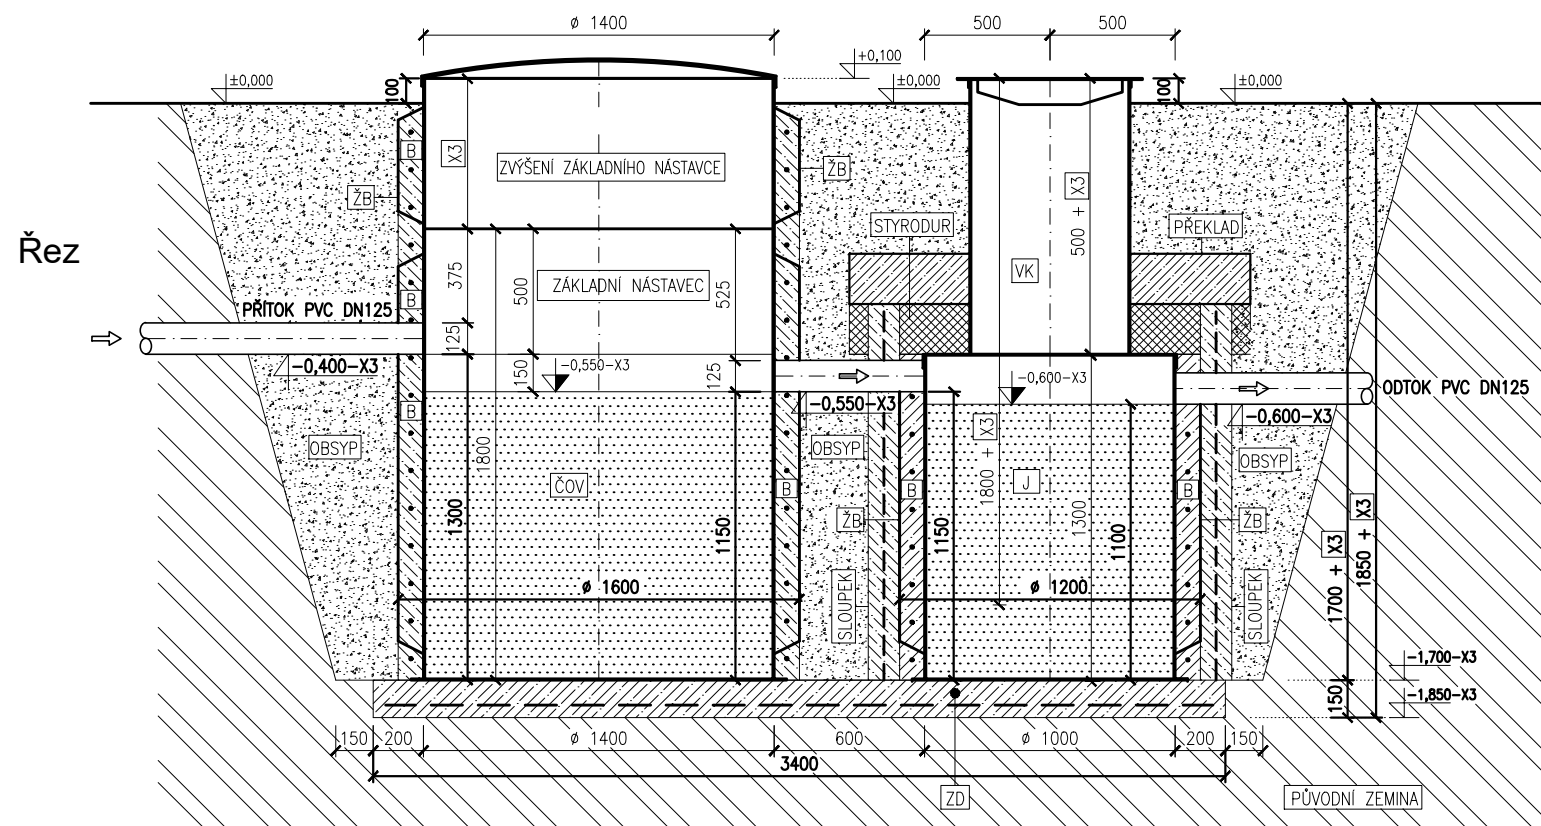 Řez
ø 1400
500
500
+0,100
±0,000
±0,000
±0,000
100
100
X3
B
ZVÝŠENÍ ZÁKLADNÍHO NÁSTAVCE
ŽB
ŽB
500 + X3
STYRODUR
PŘEKLAD
375
500
ZÁKLADNÍ NÁSTAVEC
525
VK
B
PŘÍTOK PVC DN125
125
-0,400-X3
150
-0,550-X3
125
-0,550-X3
-0,600-X3
ODTOK PVC DN125
-0,600-X3
B
OBSYP
1800
1300
ČOV
1150
B
OBSYP
ŽB
B
1150
1800 + X3
J
1300
1100
B
ŽB
OBSYP
1700 + X3
1850 + X3
ø 1600
SLOUPEK
ø 1200
SLOUPEK
-1,700-X3
150
-1,850-X3
150
200
ø 1400
600
ø 1000
200
150
3400
ZD
PŮVODNÍ ZEMINA